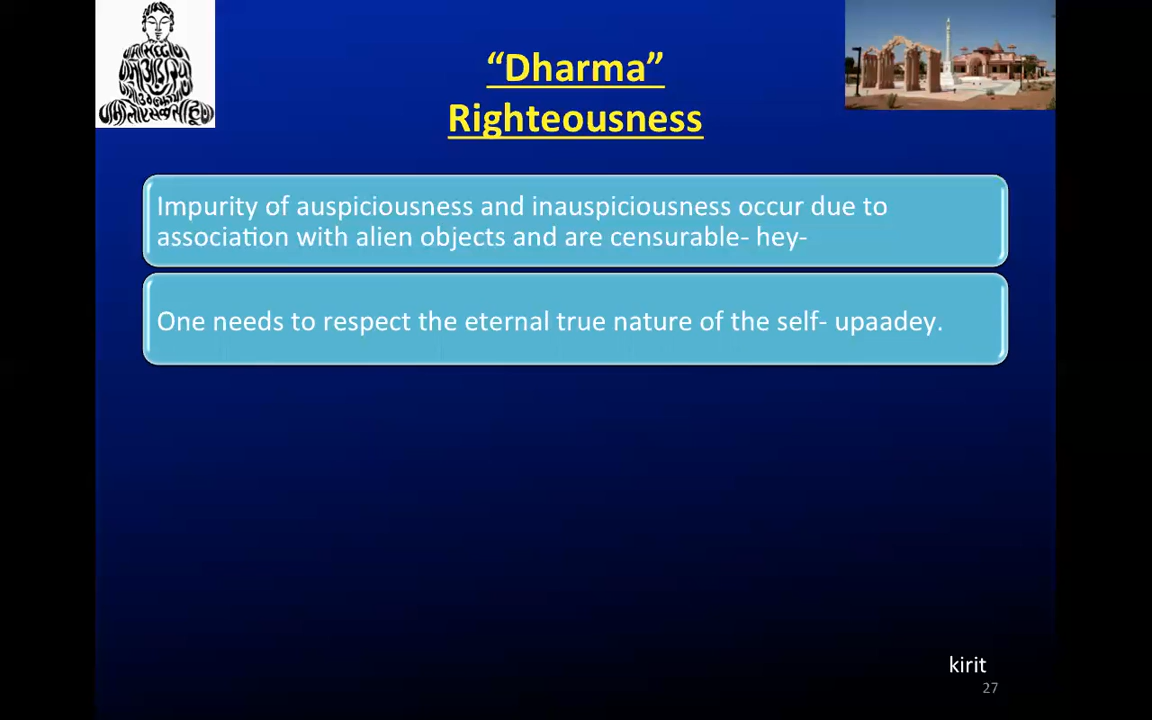 “Dharma”
Righteousness
Impurity of auspiciousness and inauspiciousness occur due to
association with alien objects and are censurable- hey-
One needs to respect the eternal true nature of the self- upaadey.
kirit
27